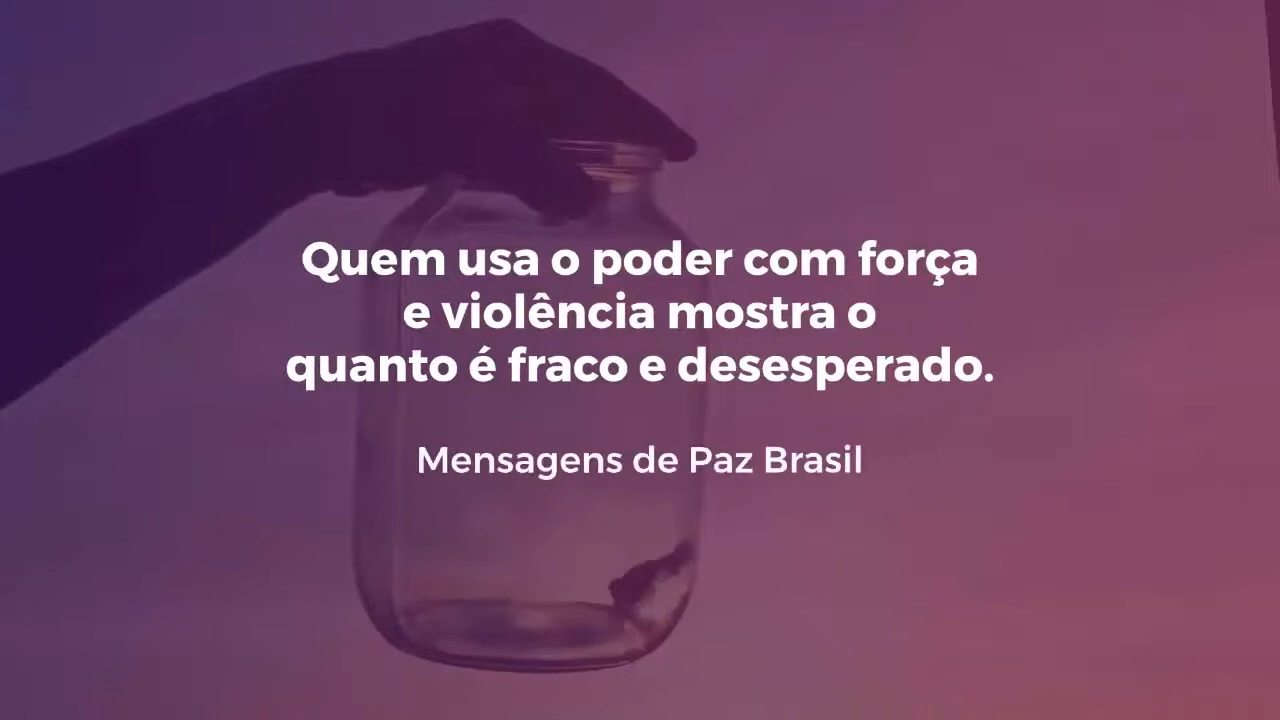 Quem usa o poder com força
e violência mostra o
quanto é fraco e desesperado.
Mensagens de Paz Brasil